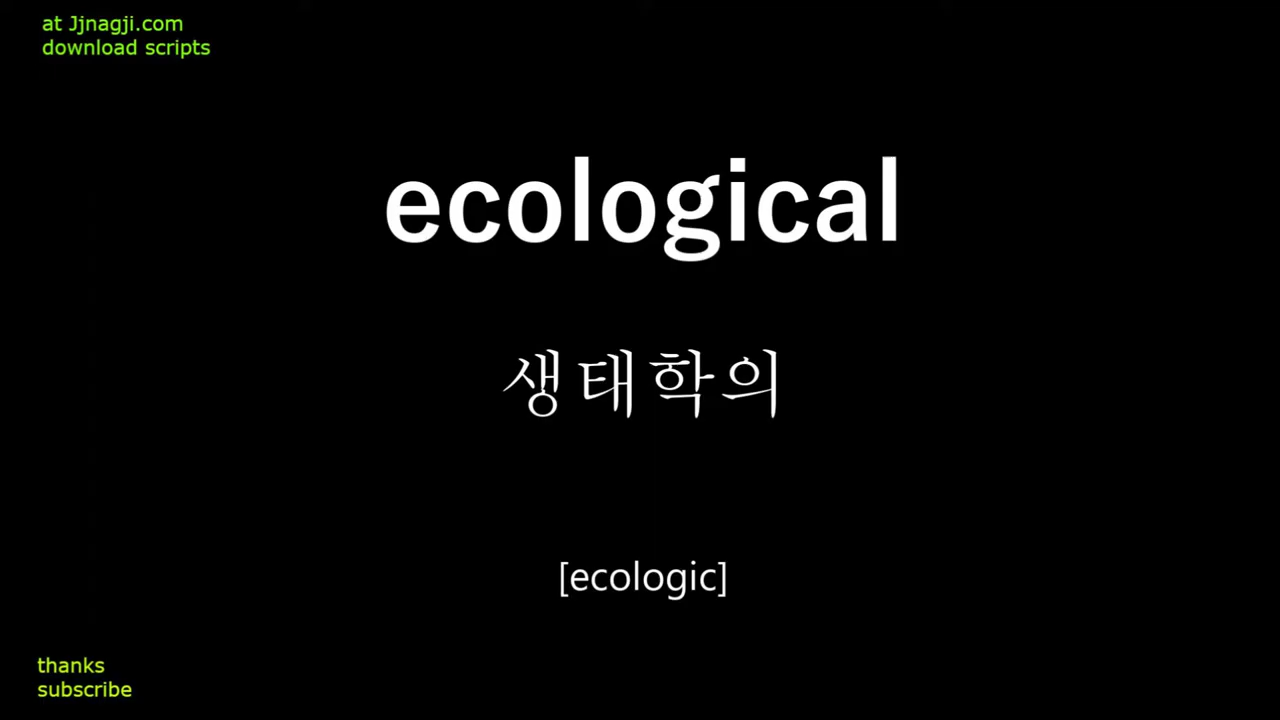 at Jjnagji.com
download scripts
ecological
생태학의
[ecologic]
thanks
subscribe